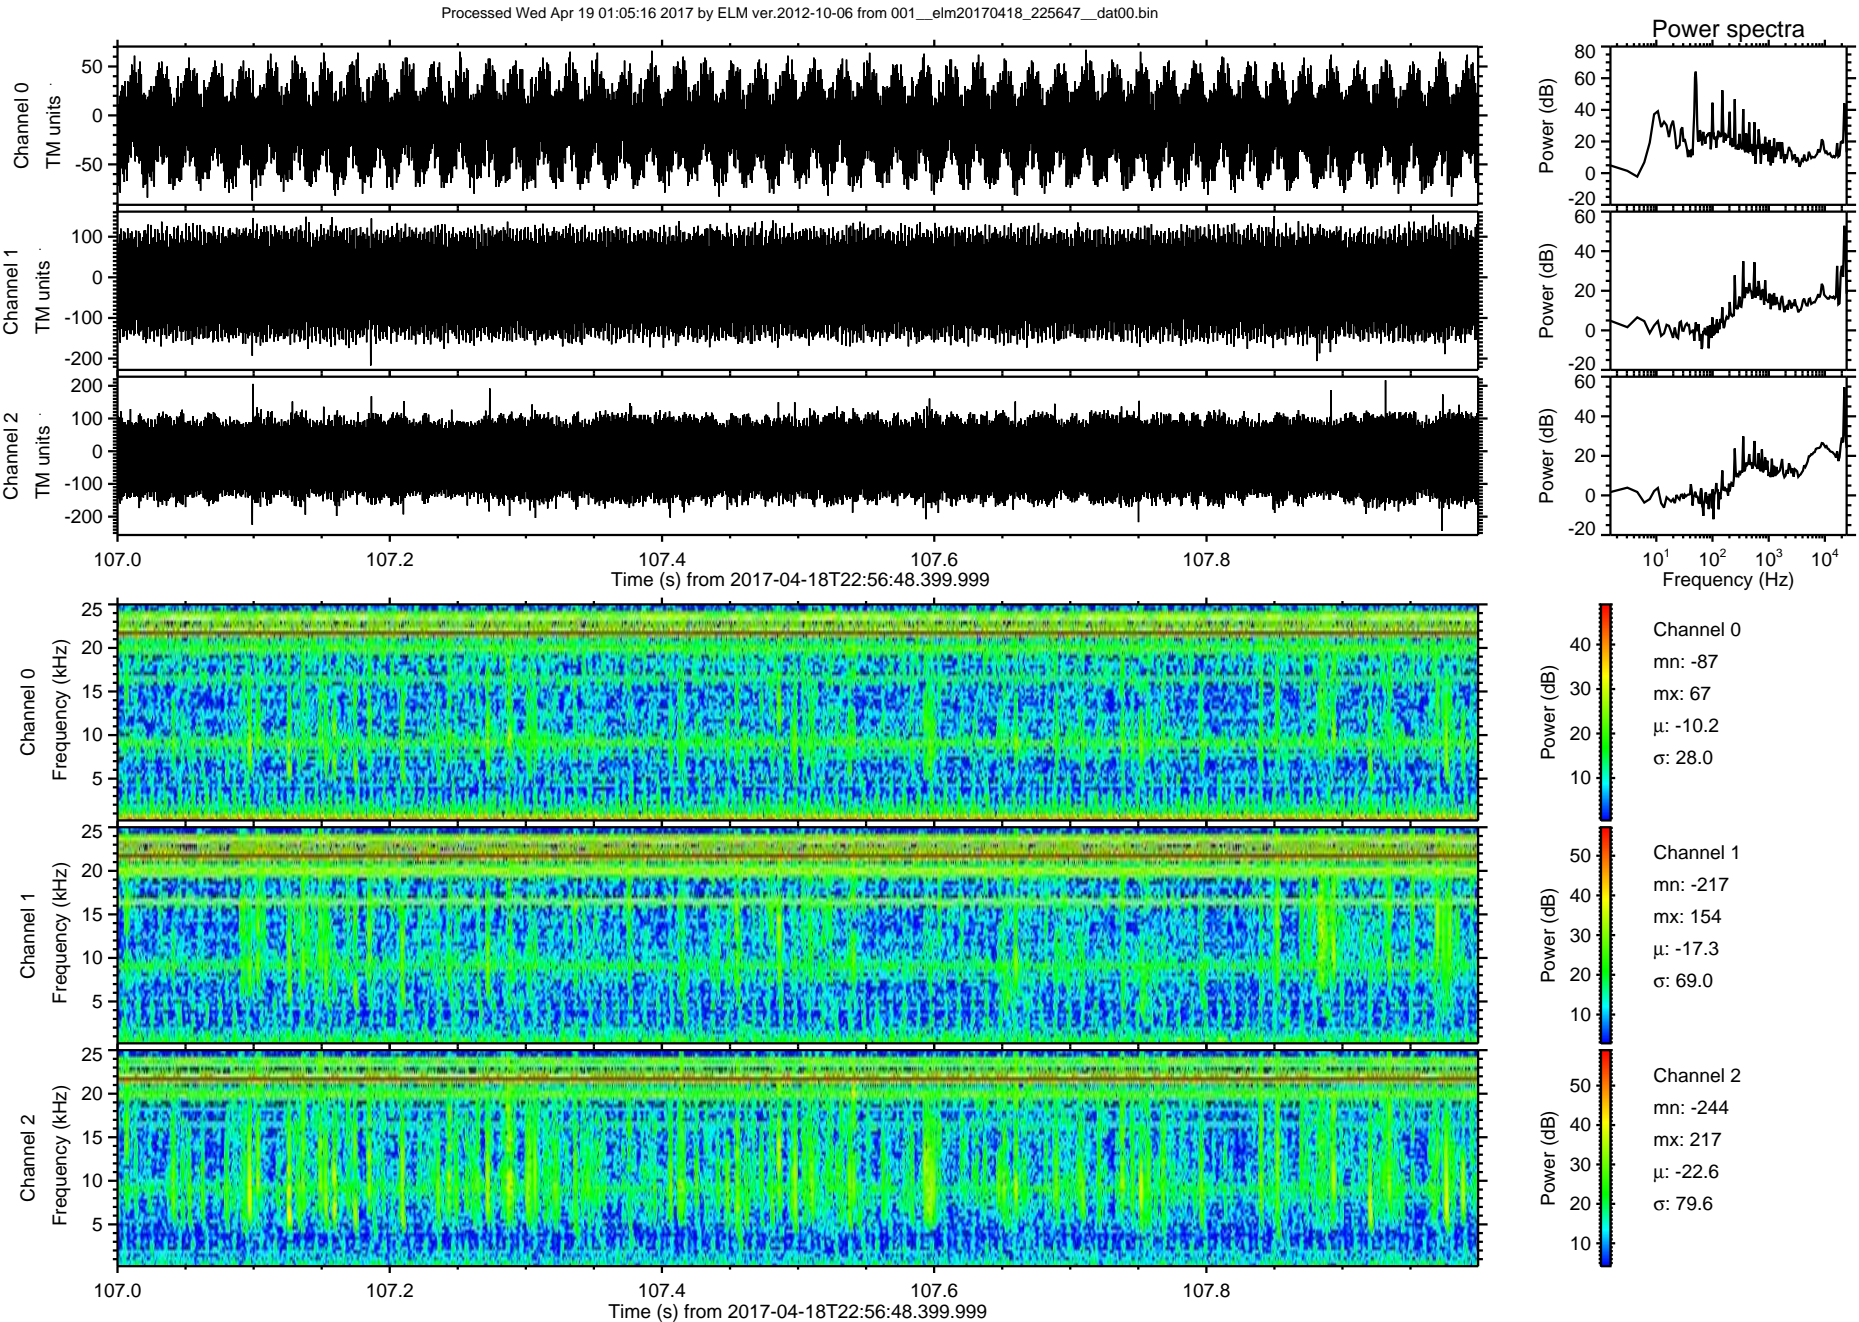 Processed Wed Apr 19 01:05:16 2017 by ELM ver.2012-10-06 from 001__elm20170418_225647__dat00.bin
Power spectra
Channel 0
TM units
50
0
-50
Power (dB)
80
60
40
20
0
-20
Channel 1
TM units
100
0
-100
-200
Power (dB)
60
40
20
0
-20
Channel 2
TM units
200
100
0
-100
-200
Power (dB)
60
40
20
0
-20
107.0 107.2 107.4 107.6 107.8
Time (s) from 2017-04-18T22:56:48.399.999
10^1 10^2 10^3 10^4
Frequency (Hz)
Channel 0
Frequency (kHz)
25
20
15
10
5
Power (dB)
40
30
20
10
Channel 0
mn: -87
mx: 67
μ: -10.2
σ: 28.0
Channel 1
Frequency (kHz)
25
20
15
10
5
Power (dB)
50
40
30
20
10
Channel 1
mn: -217
mx: 154
μ: -17.3
σ: 69.0
Channel 2
Frequency (kHz)
25
20
15
10
5
Power (dB)
50
40
30
20
10
Channel 2
mn: -244
mx: 217
μ: -22.6
σ: 79.6
107.0 107.2 107.4 107.6 107.8
Time (s) from 2017-04-18T22:56:48.399.999